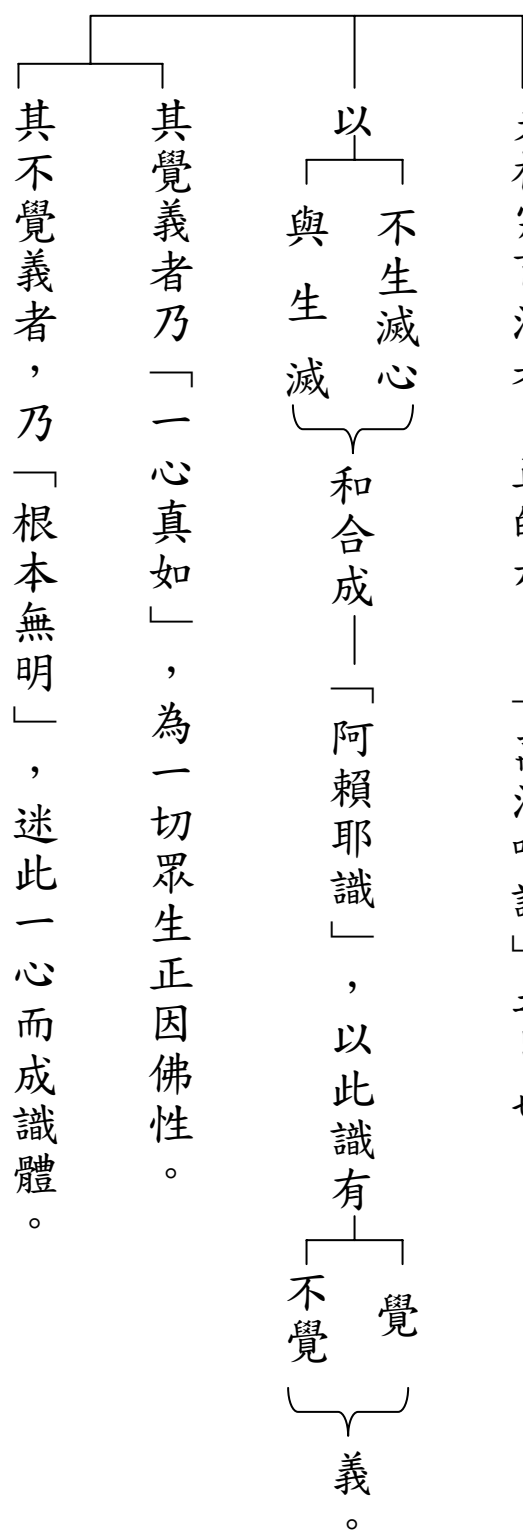 以
不生滅心
與生滅
和合成
「阿賴耶識」，以此識有
覺
不覺
義。
其覺義者乃「一心真如」，為一切眾生正因佛性。
其不覺義者，乃「根本無明」，迷此一心而成識體。